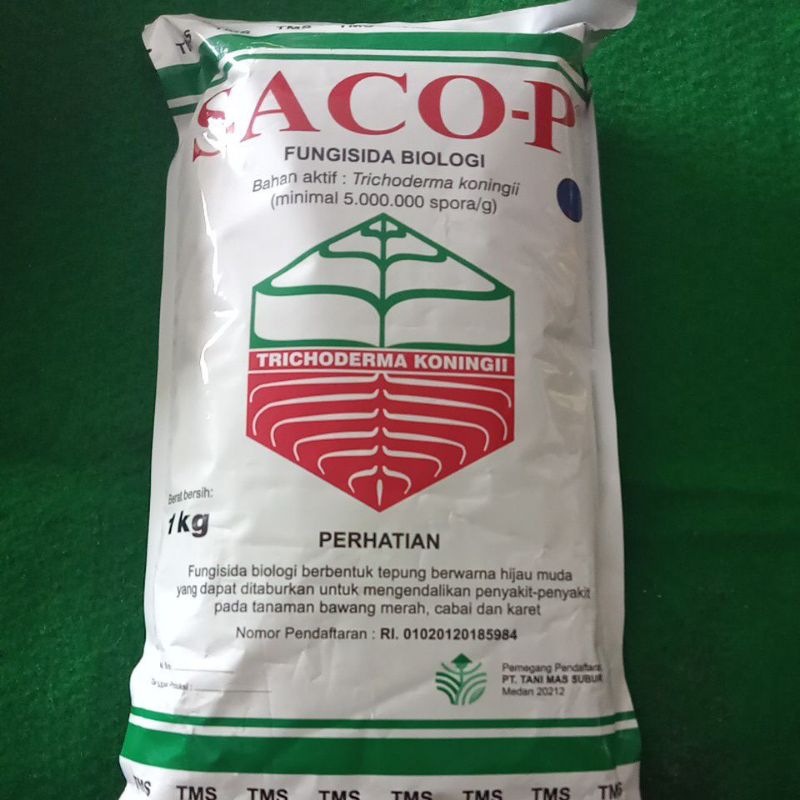 TMS
SACO-P
FUNGISIDA BIOLOGI
Bahan aktif : Trichoderma koningii
(minimal 5.000.000 spora/g)
TRICHODERMA KONINGII
Berat bersih:
1 kg
PERHATIAN
Fungisida biologi berbentuk tepung berwarna hijau muda
yang dapat ditaburkan untuk mengendalikan penyakit-penyakit
pada tanaman bawang merah, cabai dan karet
Nomor Pendaftaran : RI. 01020120185984
Pemegang Pendaftaran
PT. TANI MAS SUBUR
Medan 20212
TMS TMS TMS TMS TMS TMS TMS